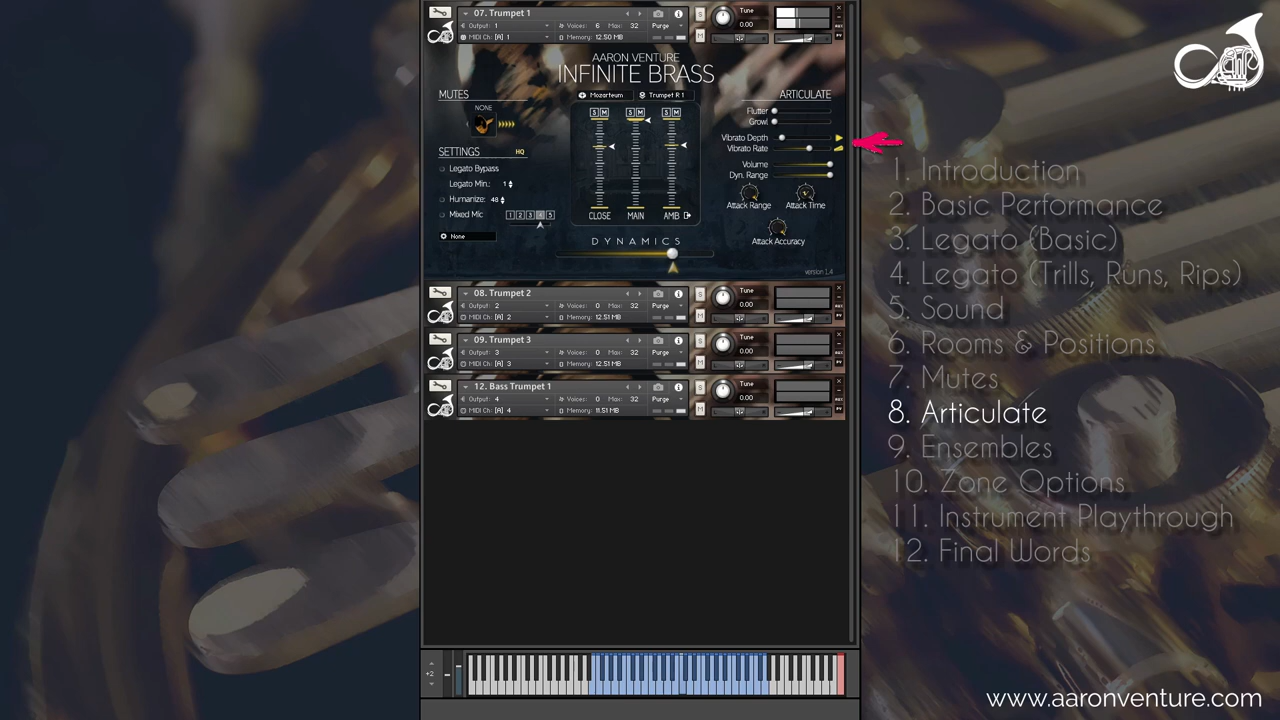 07. Trumpet 1
Output: 1
Voices: 6 Max: 32
Purge
MIDI Ch: [A] 1
Memory: 12.50 MB
Tune
0.00
S
M
AARON VENTURE
INFINITE BRASS
Mozarteum
Trumpet R 1
MUTES
NONE
SETTINGS
HQ
Legato Bypass
Legato Min.: 1
Humanize: 48
Mixed Mic
1 2 3 4 5
None
S M S M S M
CLOSE MAIN AMB
DYNAMICS
ARTICULATE
Flutter
Growl
Vibrato Depth
Vibrato Rate
Volume
Dyn. Range
Attack Range
Attack Time
Attack Accuracy
version 1.4
08. Trumpet 2
Output: 2
Voices: 0 Max: 32
Purge
MIDI Ch: [A] 2
Memory: 12.51 MB
Tune
0.00
S
M
09. Trumpet 3
Output: 3
Voices: 0 Max: 32
Purge
MIDI Ch: [A] 3
Memory: 12.51 MB
Tune
0.00
S
M
12. Bass Trumpet 1
Output: 4
Voices: 0 Max: 32
Purge
MIDI Ch: [A] 4
Memory: 11.51 MB
Tune
0.00
S
M
+2
1. Introduction
2. Basic Performance
3. Legato (Basic)
4. Legato (Trills, Runs, Rips)
5. Sound
6. Rooms & Positions
7. Mutes
8. Articulate
9. Ensembles
10. Zone Options
11. Instrument Playthrough
12. Final Words
www.aaronventure.com